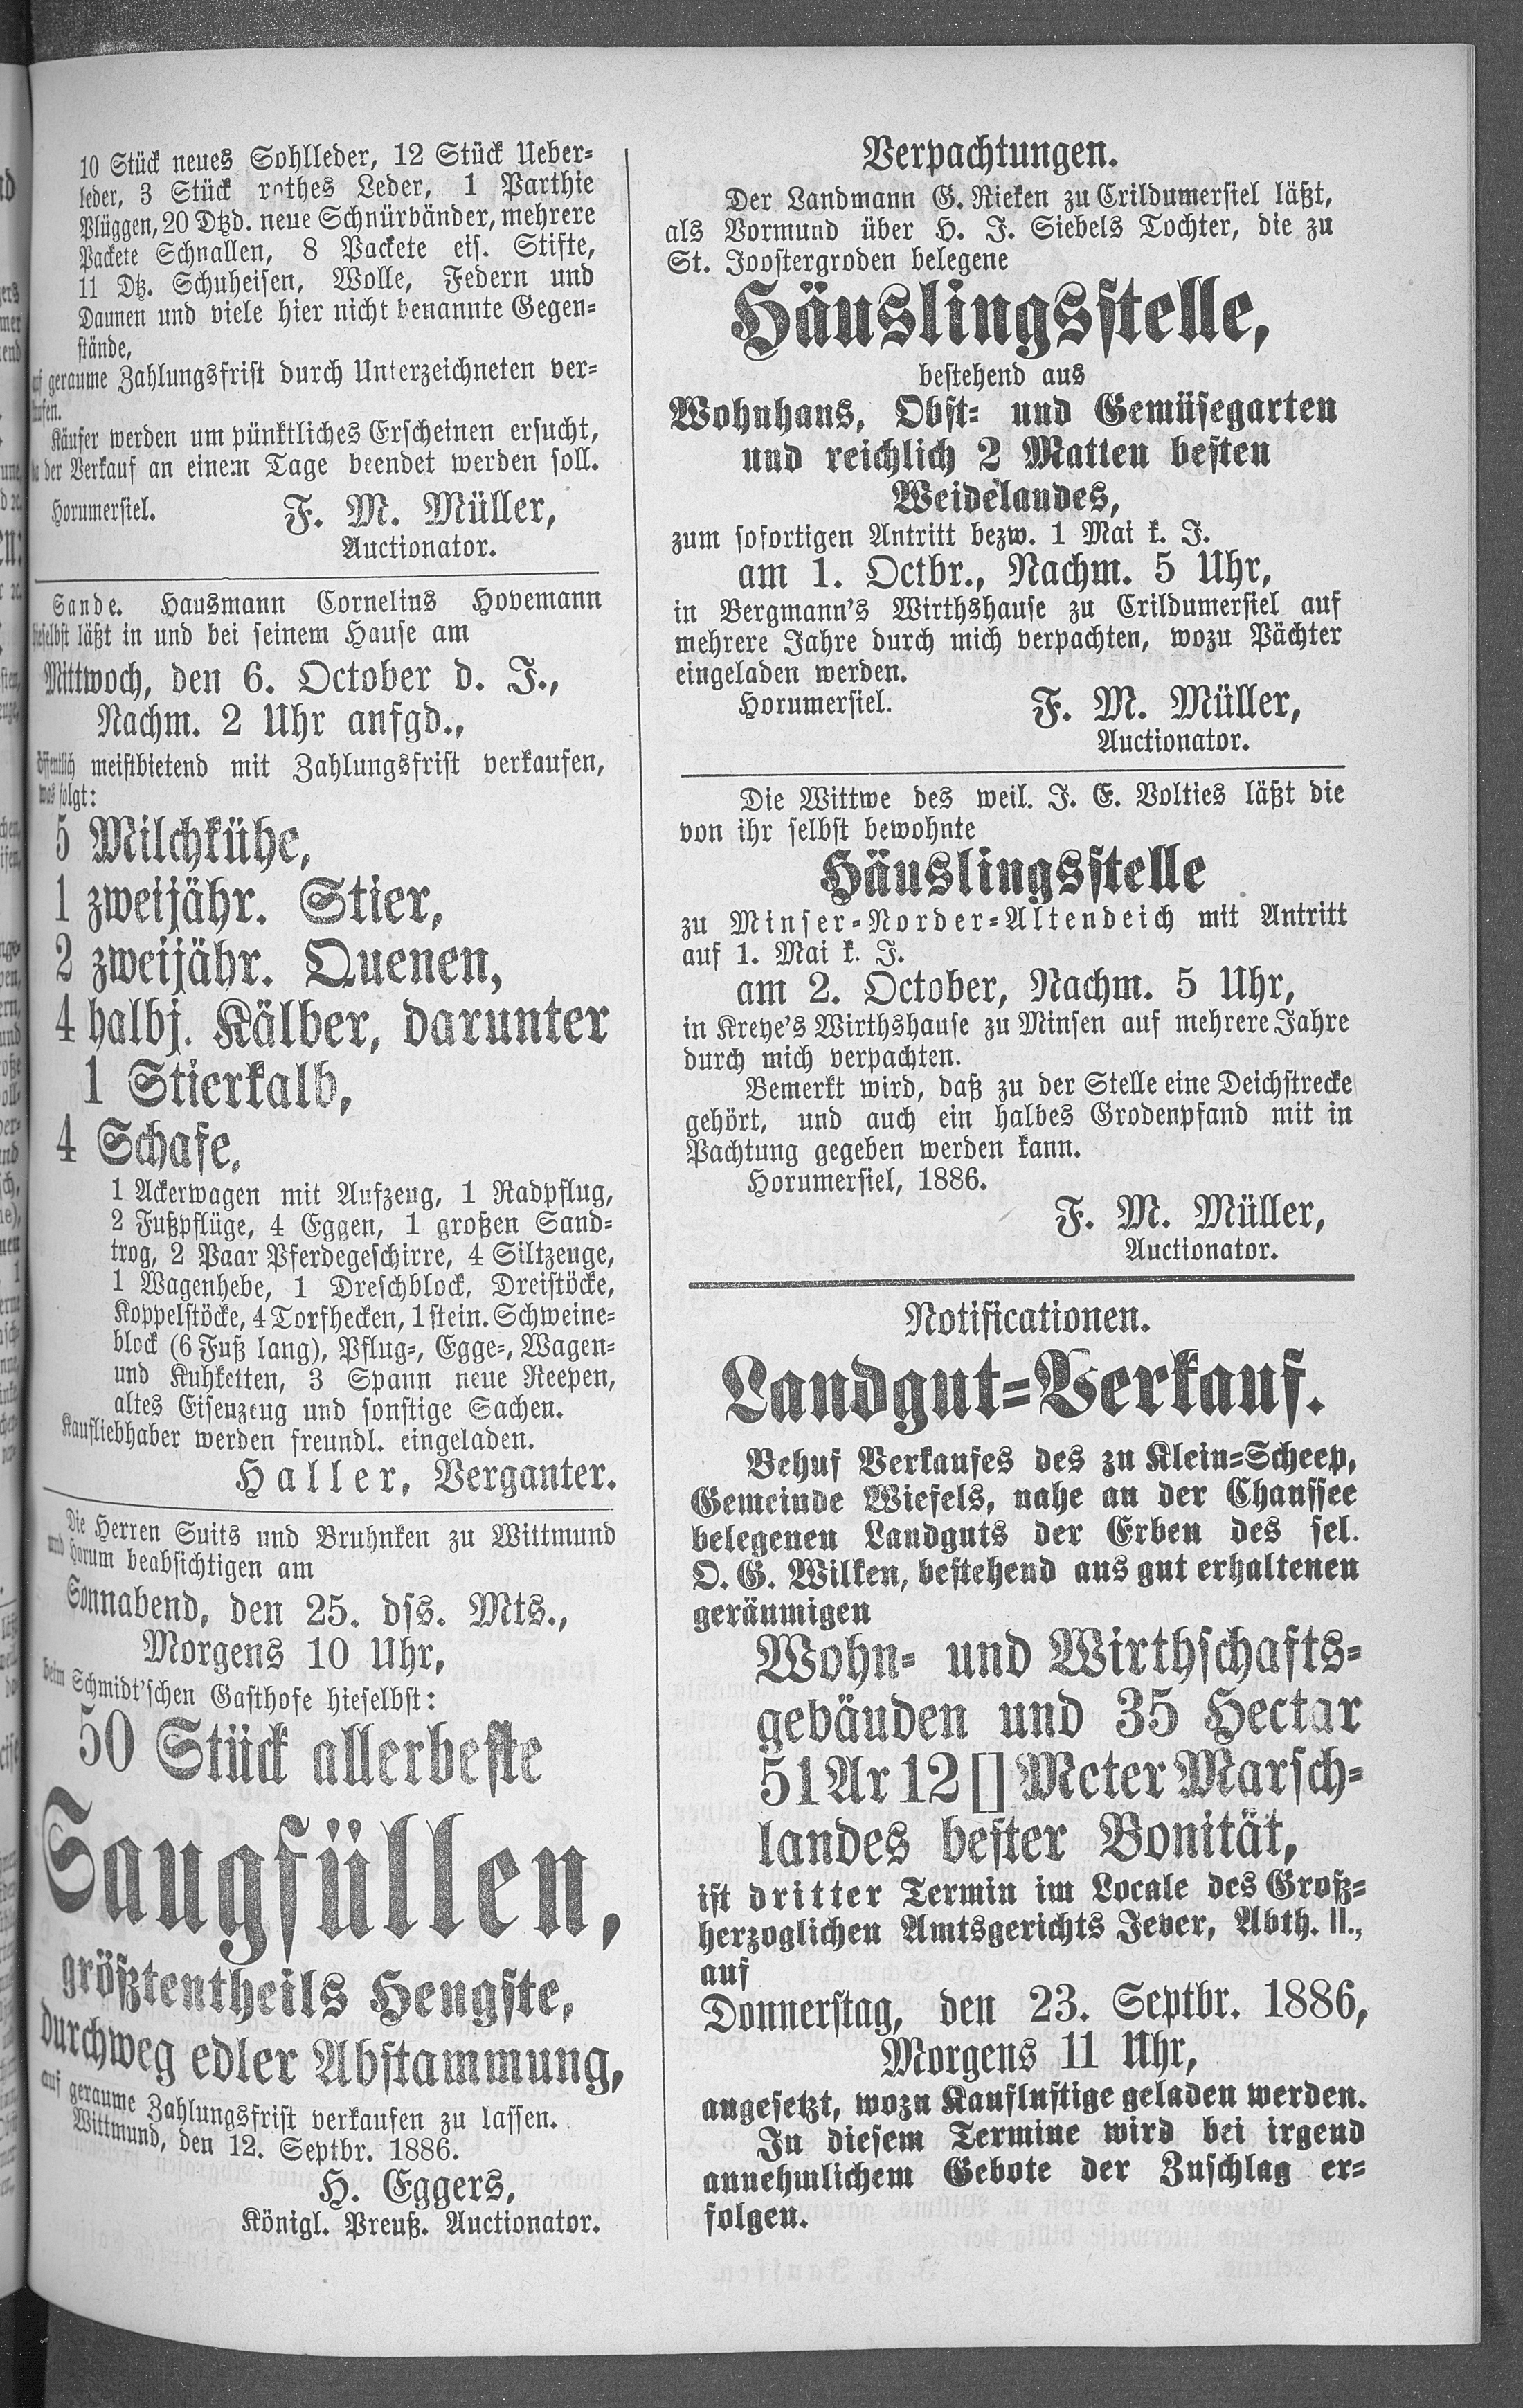 10 Stück neues Sohlleder, 12 Stück Ueber-
leder, 3 Stück rothes Leder, 1 Parthie
Plüggen, 20 Dtzd. neue Schnürbänder, mehrere
Packete Schnallen, 8 Packete eis. Stifte,
11 Dtz. Schuheisen, Wolle, Federn und
Daunen und viele hier nicht benannte Gegen-
stände,
auf geraume Zahlungsfrist durch Unterzeichneten ver-
kaufen.
Käufer werden um pünktliches Erscheinen ersucht,
da der Verkauf an einem Tage beendet werden soll.
Horumersiel. F. M. Müller,
Auctionator.
Sande. Hausmann Cornelius Hovemann
hieselbst läßt in und bei seinem Hause am
Mittwoch, den 6. October d. J.,
Nachm. 2 Uhr anfgd.,
öffentlich meistbietend mit Zahlungsfrist verkaufen,
was folgt:
5 Milchkühe,
1 zweijähr. Stier,
2 zweijähr. Quenen,
4 halbj. Kälber, darunter
1 Stierkalb,
4 Schafe,
1 Ackerwagen mit Aufzeug, 1 Radpflug,
2 Fußpflüge, 4 Eggen, 1 großen Sand-
trog, 2 Paar Pferdegeschirre, 4 Siltzeuge,
1 Wagenhebe, 1 Dreschblock, Dreistöcke,
Koppelstöcke, 4 Torfhecken, 1 stein. Schweine-
block (6 Fuß lang), Pflug-, Egge-, Wagen-
und Kuhketten, 3 Spann neue Reepen,
altes Eisenzeug und sonstige Sachen.
Kaufliebhaber werden freundl. eingeladen.
Haller, Verganter.
Die Herren Suits und Bruhnken zu Wittmund
und Horum beabsichtigen am
Sonnabend, den 25. dss. Mts.,
Morgens 10 Uhr,
beim Schmidt'schen Gasthofe hieselbst:
50 Stück allerbeste
Saugfüllen,
größtentheils Hengste,
durchweg edler Abstammung,
auf geraume Zahlungsfrist verkaufen zu lassen.
Wittmund, den 12. Septbr. 1886.
H. Eggers,
Königl. Preuß. Auctionator.
Verpachtungen.
Der Landmann G. Rieken zu Crildumersiel läßt,
als Vormund über H. J. Siebels Tochter, die zu
St. Joostergroden belegene
Häuslingsstelle,
bestehend aus
Wohnhaus, Obst- und Gemüsegarten
und reichlich 2 Matten besten
Weidelandes,
zum sofortigen Antritt bezw. 1 Mai k. J.
am 1. Octbr., Nachm. 5 Uhr,
in Bergmann's Wirthshause zu Crildumersiel auf
mehrere Jahre durch mich verpachten, wozu Pächter
eingeladen werden.
Horumersiel. F. M. Müller,
Auctionator.
Die Wittwe des weil. J. E. Volties läßt die
von ihr selbst bewohnte
Häuslingsstelle
zu Minser-Norder-Altendeich mit Antritt
auf 1. Mai k. J.
am 2. October, Nachm. 5 Uhr,
in Kreye's Wirthshause zu Minsen auf mehrere Jahre
durch mich verpachten.
Bemerkt wird, daß zu der Stelle eine Deichstrecke
gehört, und auch ein halbes Grodenpfand mit in
Pachtung gegeben werden kann.
Horumersiel, 1886.
F. M. Müller,
Auctionator.
Notificationen.
Landgut-Verkauf.
Behuf Verkaufes des zu Klein-Scheep,
Gemeinde Wiefels, nahe an der Chaussee
belegenen Landguts der Erben des sel.
O. G. Wilken, bestehend aus gut erhaltenen
geräumigen
Wohn- und Wirthschafts-
gebäuden und 35 Hectar
51 Ar 12 [] Meter Marsch-
landes bester Bonität,
ist dritter Termin im Locale des Groß-
herzoglichen Amtsgerichts Jever, Abth. II.,
auf
Donnerstag, den 23. Septbr. 1886,
Morgens 11 Uhr,
angesetzt, wozu Kauflustige geladen werden.
In diesem Termine wird bei irgend
annehmlichem Gebote der Zuschlag er-
folgen.